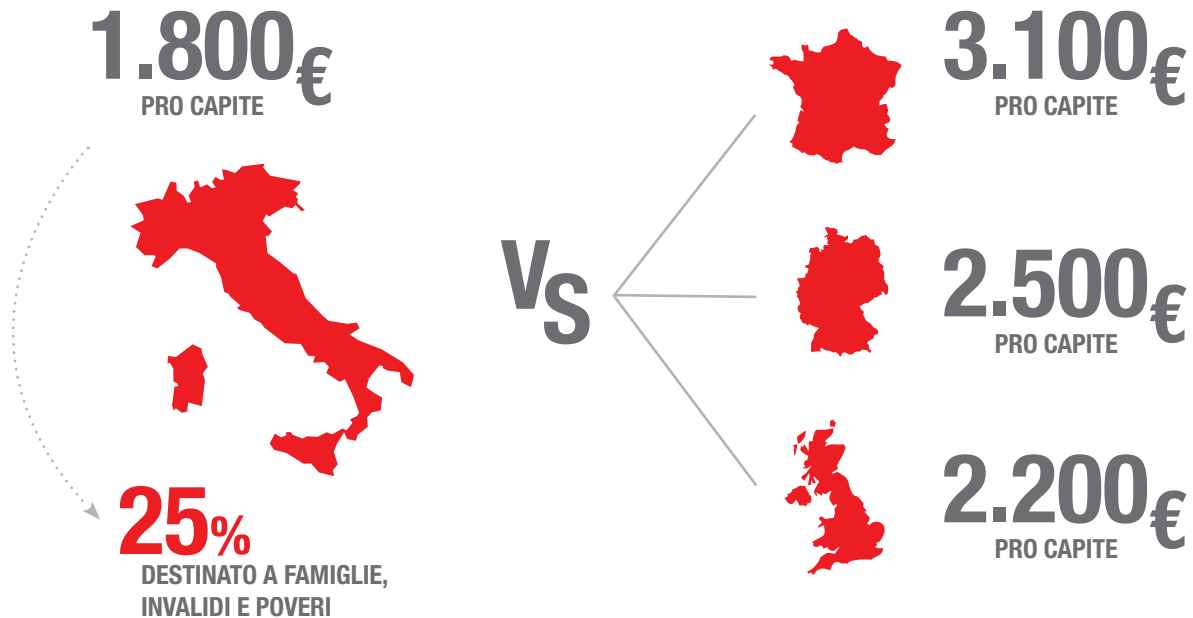 1.800€
PRO CAPITE
25%
DESTINATO A FAMIGLIE,
INVALIDI E POVERI
VS
3.100€
PRO CAPITE
2.500€
PRO CAPITE
2.200€
PRO CAPITE